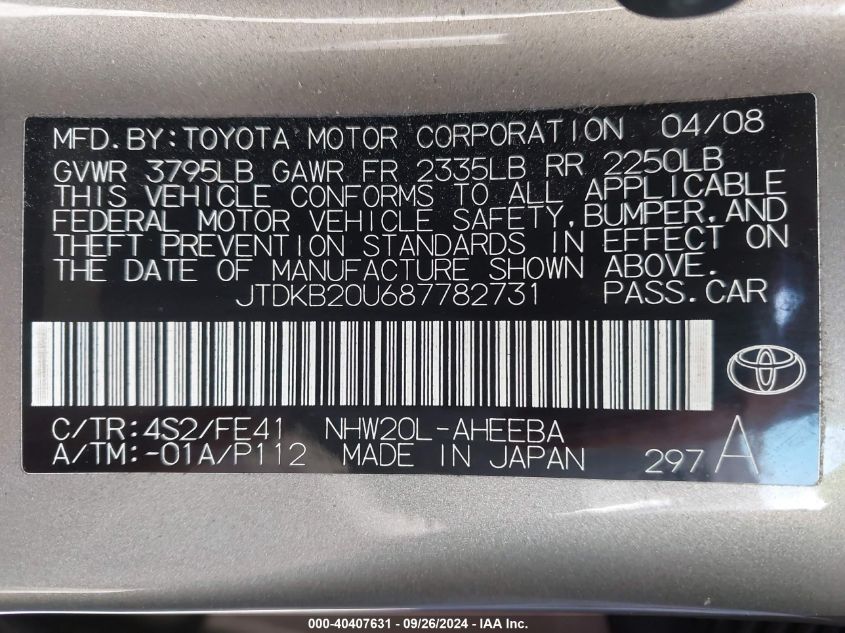 MFD.BY:TOYOTA MOTOR CORPORATION 04/08
GVWR 3795LB GAWR FR 2335LB RR 2250LB
THIS VEHICLE CONFORMS TO ALL APPLICABLE
FEDERAL MOTOR VEHICLE SAFETY,BUMPER,AND
THEFT PREVENTION STANDARDS IN EFFECT ON
THE DATE OF MANUFACTURE SHOWN ABOVE.
JTDKB20U687782731 PASS.CAR
C/TR:4S2/FE41 NHW20L-AHEEBA
A/TM:-01A/P112 MADE IN JAPAN 297 A
000-40407631 - 09/26/2024 - IAA Inc.